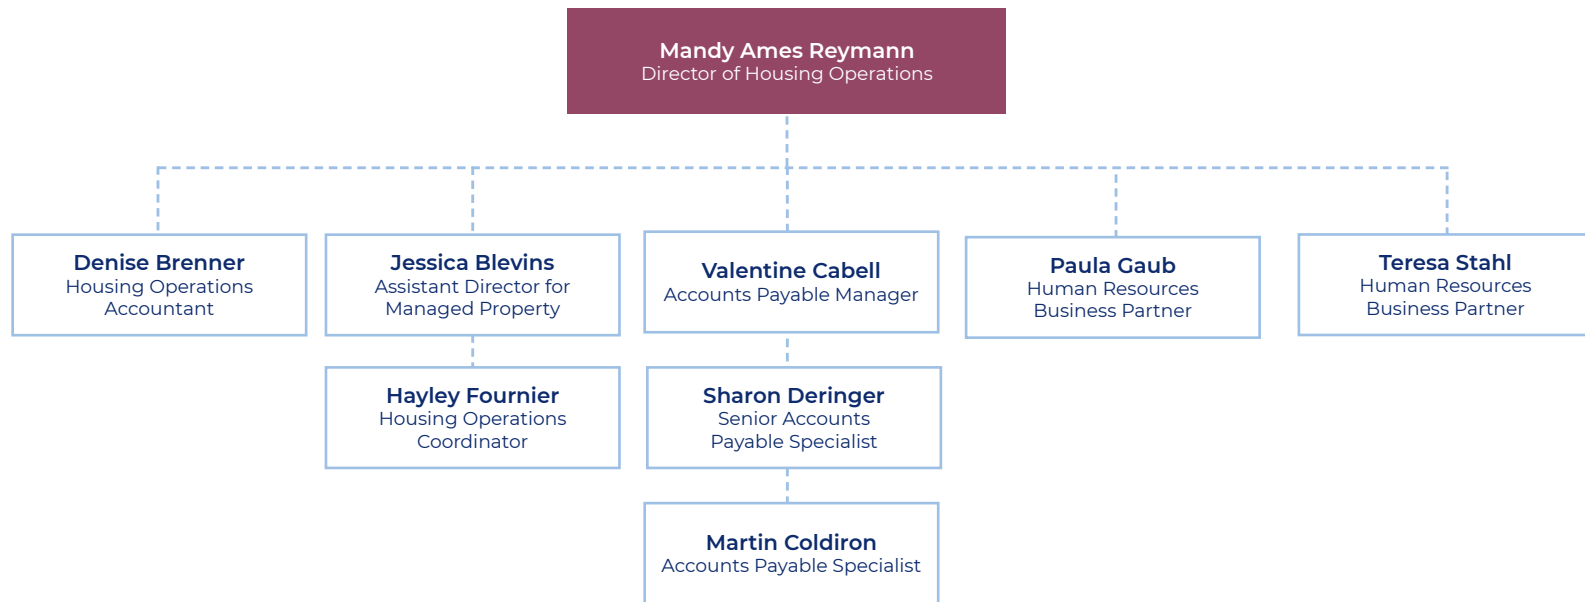 Mandy Ames Reymann
Director of Housing Operations
Denise Brenner
Housing Operations
Accountant
Jessica Blevins
Assistant Director for
Managed Property
Valentine Cabell
Accounts Payable Manager
Paula Gaub
Human Resources
Business Partner
Teresa Stahl
Human Resources
Business Partner
Hayley Fournier
Housing Operations
Coordinator
Sharon Deringer
Senior Accounts
Payable Specialist
Martin Coldiron
Accounts Payable Specialist